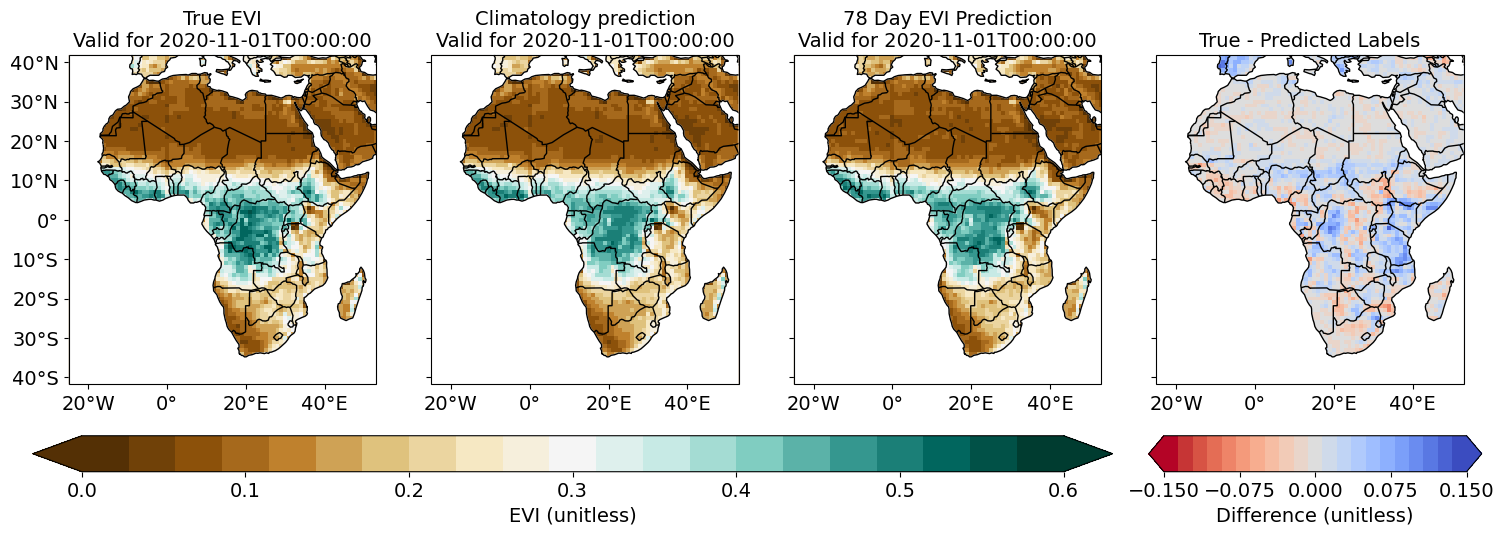 True EVI
Valid for 2020-11-01T00:00:00
Climatology prediction
Valid for 2020-11-01T00:00:00
78 Day EVI Prediction
Valid for 2020-11-01T00:00:00
True - Predicted Labels
40°N
30°N
20°N
10°N
0°
10°S
20°S
30°S
40°S
20°W 0° 20°E 40°E
20°W 0° 20°E 40°E
20°W 0° 20°E 40°E
20°W 0° 20°E 40°E
0.0 0.1 0.2 0.3 0.4 0.5 0.6
EVI (unitless)
−0.150 −0.075 0.000 0.075 0.150
Difference (unitless)